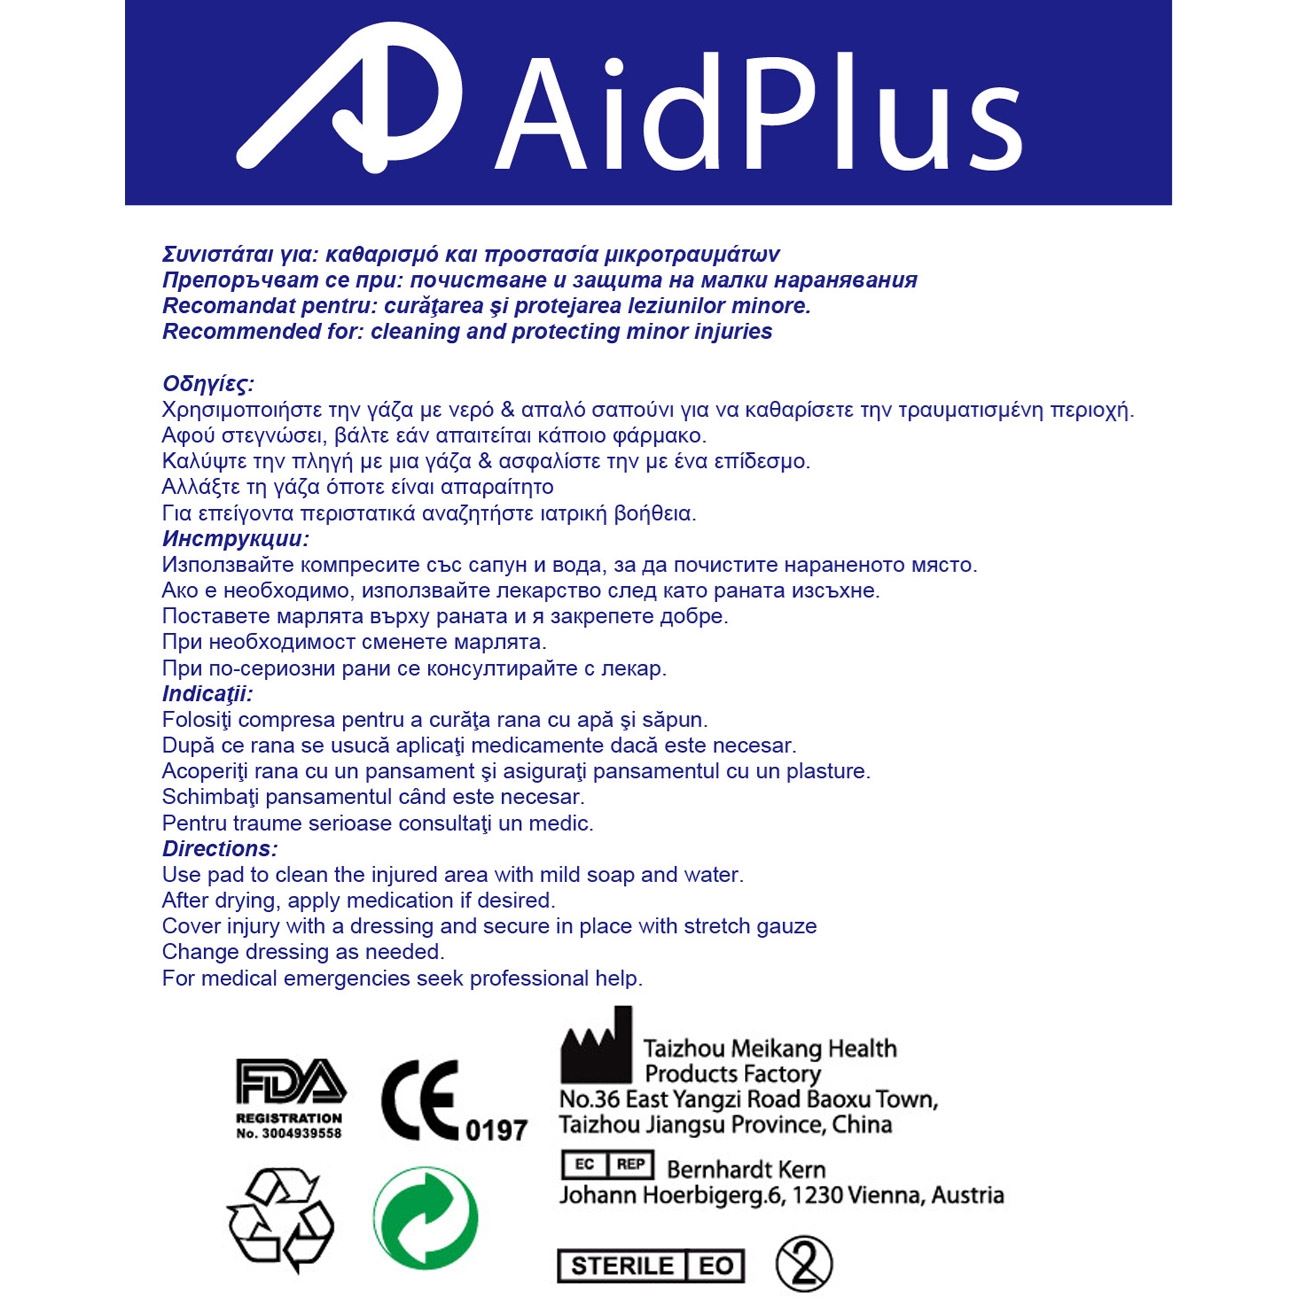 AidPlus
Συνιστάται για: καθαρισμό και προστασία μικροτραυμάτων
Препоръчват се при: почистване и защита на малки наранявания
Recomandat pentru: curăţarea şi protejarea leziunilor minore.
Recommended for: cleaning and protecting minor injuries
Οδηγίες:
Χρησιμοποιήστε την γάζα με νερό & απαλό σαπούνι για να καθαρίσετε την τραυματισμένη περιοχή.
Αφού στεγνώσει, βάλτε εάν απαιτείται κάποιο φάρμακο.
Καλύψτε την πληγή με μια γάζα & ασφαλίστε την με ένα επίδεσμο.
Αλλάξτε τη γάζα όποτε είναι απαραίτητο
Για επείγοντα περιστατικά αναζητήστε ιατρική βοήθεια.
Инструкции:
Използвайте компресите със сапун и вода, за да почистите нараненото място.
Ако е необходимо, използвайте лекарство след като раната изсъхне.
Поставете марлята върху раната и я закрепете добре.
При необходимост сменете марлята.
При по-сериозни рани се консултирайте с лекар.
Indicaţii:
Folosiţi compresa pentru a curăţa rana cu apă şi săpun.
După ce rana se usucă aplicaţi medicamente dacă este necesar.
Acoperiţi rana cu un pansament şi asiguraţi pansamentul cu un plasture.
Schimbaţi pansamentul când este necesar.
Pentru traume serioase consultaţi un medic.
Directions:
Use pad to clean the injured area with mild soap and water.
After drying, apply medication if desired.
Cover injury with a dressing and secure in place with stretch gauze
Change dressing as needed.
For medical emergencies seek professional help.
FDA
REGISTRATION
No. 3004939558
CE 0197
Taizhou Meikang Health
Products Factory
No.36 East Yangzi Road Baoxu Town,
Taizhou Jiangsu Province, China
EC REP Bernhardt Kern
Johann Hoerbigerg.6, 1230 Vienna, Austria
STERILE EO
2